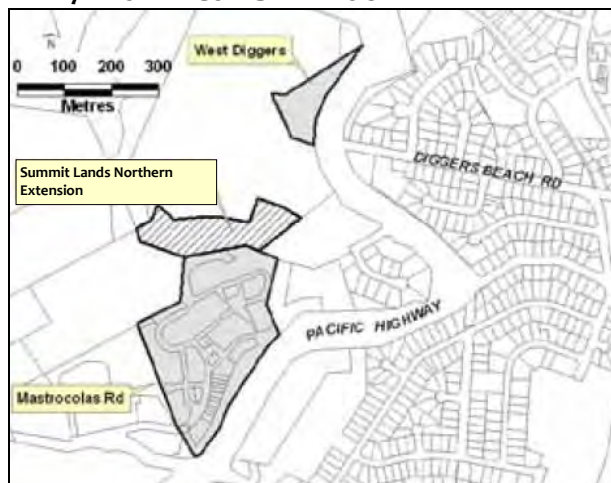 N
West Diggers
0 100 200 300
Metres
DIGGERS BEACH RD
Summit Lands Northern
Extension
PACIFIC HIGHWAY
Mastrocolas Rd